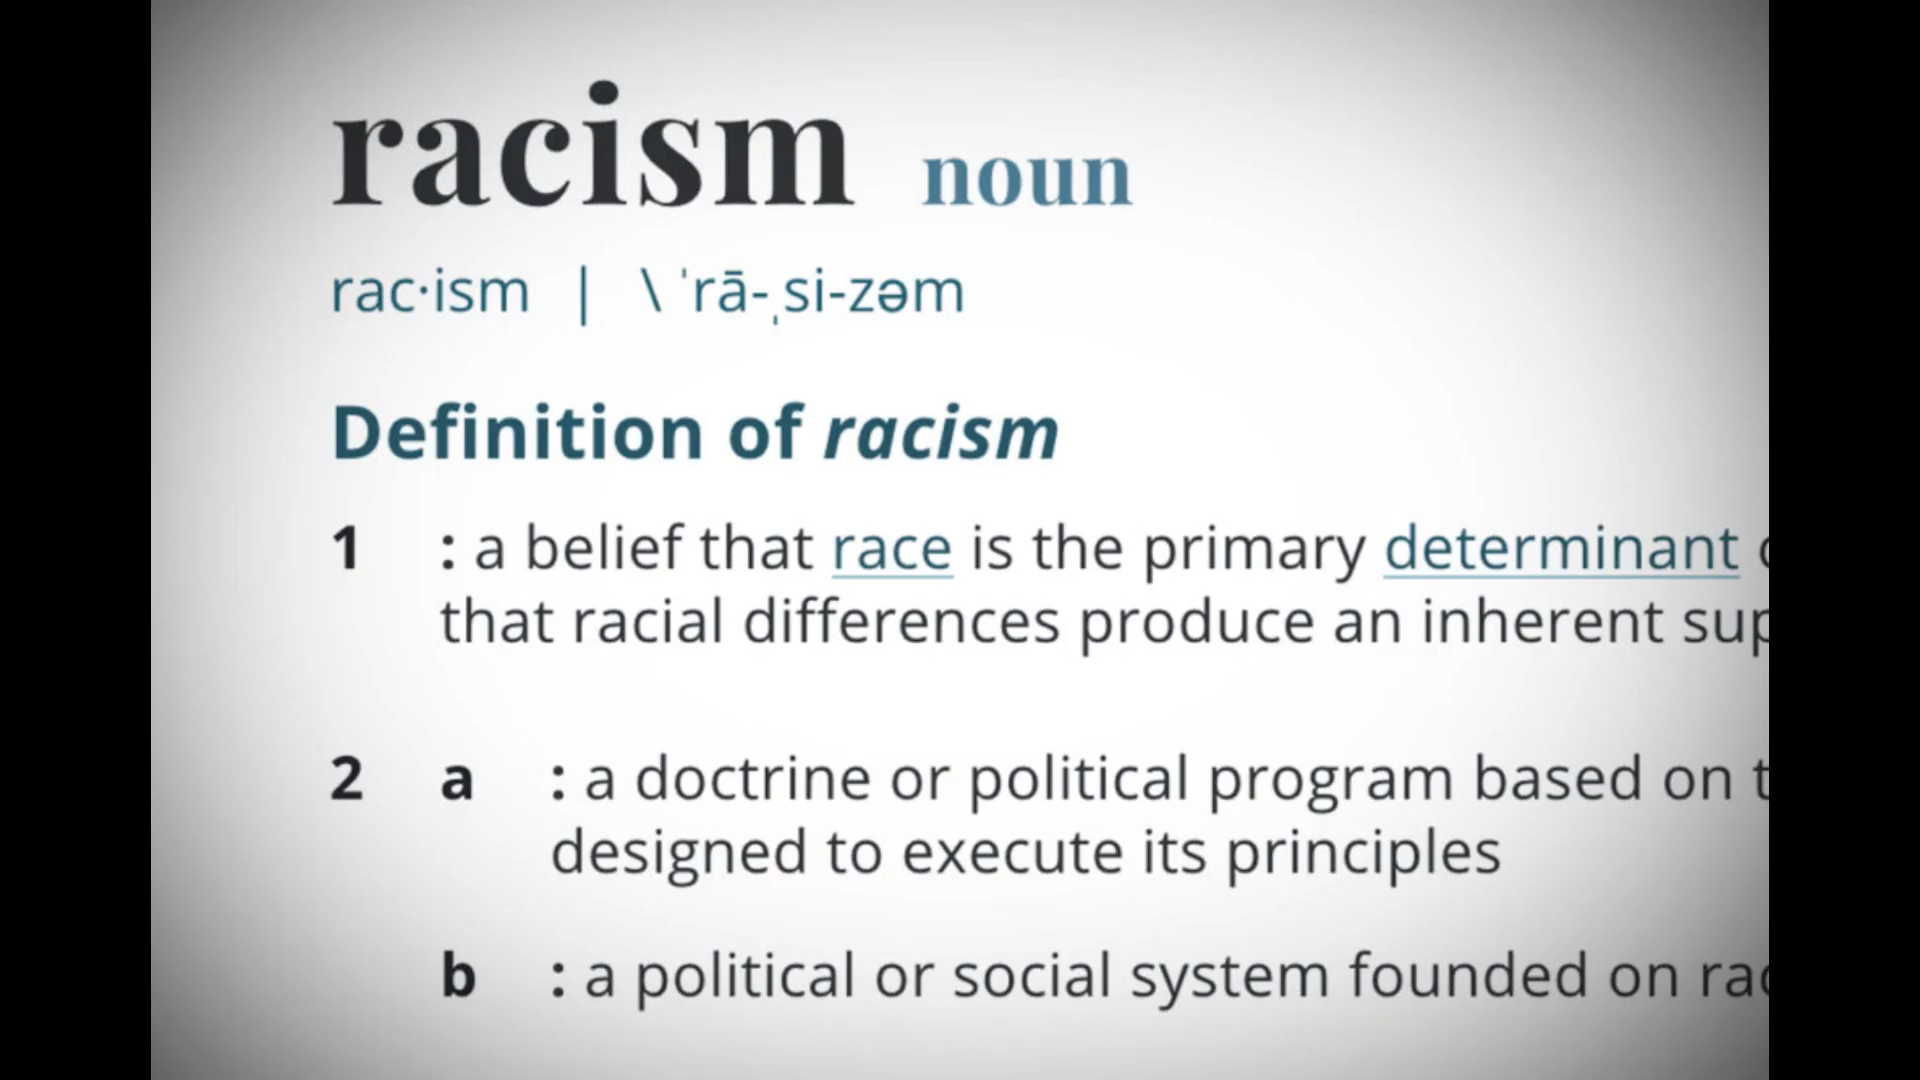 racism noun
rac·ism | \ ˈrā-ˌsi-zəm
Definition of racism
1 : a belief that race is the primary determinant
that racial differences produce an inherent
2 a : a doctrine or political program based on
designed to execute its principles
b : a political or social system founded on